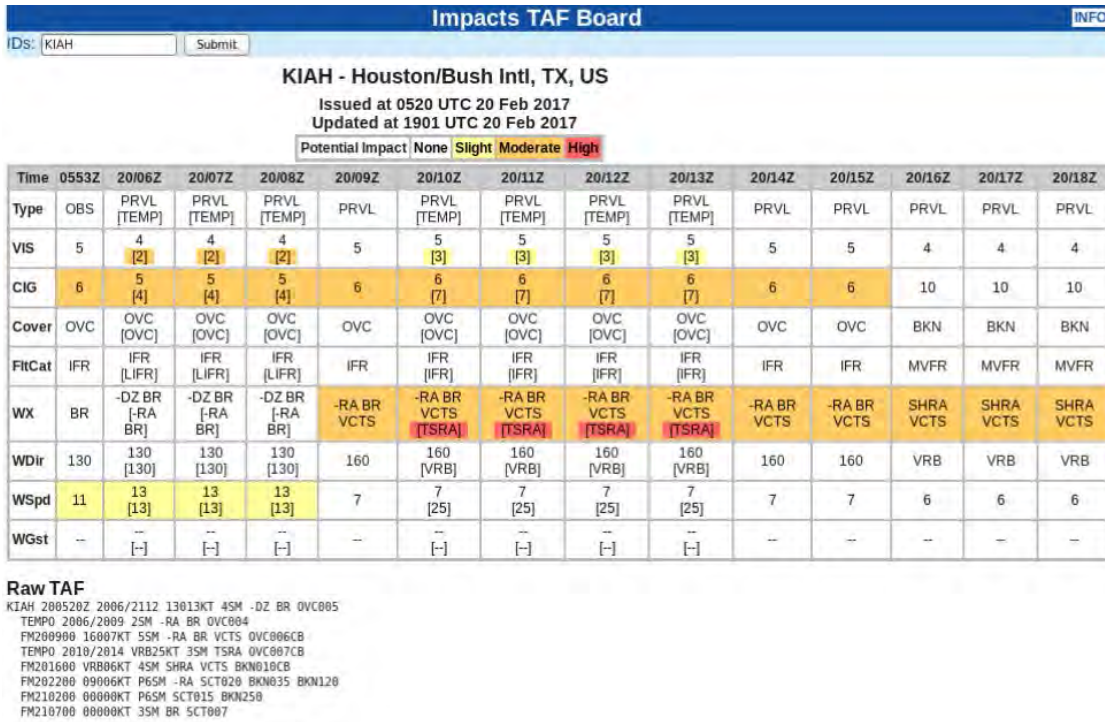 Impacts TAF Board
INFO
IDs: KIAH Submit
KIAH - Houston/Bush Intl, TX, US
Issued at 0520 UTC 20 Feb 2017
Updated at 1901 UTC 20 Feb 2017
Potential Impact None Slight Moderate High
Time 0553Z 20/06Z 20/07Z 20/08Z 20/09Z 20/10Z 20/11Z 20/12Z 20/13Z 20/14Z 20/15Z 20/16Z 20/17Z 20/18Z
Type OBS PRVL [TEMP] PRVL [TEMP] PRVL [TEMP] PRVL PRVL [TEMP] PRVL [TEMP] PRVL [TEMP] PRVL [TEMP] PRVL PRVL PRVL PRVL PRVL
VIS 5 4 [2] 4 [2] 4 [2] 5 5 [3] 5 [3] 5 [3] 5 [3] 5 5 4 4 4
CIG 6 5 [4] 5 [4] 5 [4] 6 6 [7] 6 [7] 6 [7] 6 [7] 6 6 10 10 10
Cover OVC OVC [OVC] OVC [OVC] OVC [OVC] OVC OVC [OVC] OVC [OVC] OVC [OVC] OVC [OVC] OVC OVC BKN BKN BKN
FltCat IFR IFR [LIFR] IFR [LIFR] IFR [LIFR] IFR IFR [IFR] IFR [IFR] IFR [IFR] IFR [IFR] IFR IFR MVFR MVFR MVFR
WX BR -DZ BR [-RA BR] -DZ BR [-RA BR] -DZ BR [-RA BR] -RA BR VCTS -RA BR VCTS [TSRA] -RA BR VCTS [TSRA] -RA BR VCTS [TSRA] -RA BR VCTS [TSRA] -RA BR VCTS -RA BR VCTS SHRA VCTS SHRA VCTS SHRA VCTS
WDir 130 130 [130] 130 [130] 130 [130] 160 160 [VRB] 160 [VRB] 160 [VRB] 160 [VRB] 160 160 VRB VRB VRB
WSpd 11 13 [13] 13 [13] 13 [13] 7 7 [25] 7 [25] 7 [25] 7 [25] 7 7 6 6 6
WGst -- -- [--] -- [--] -- [--] -- -- [--] -- [--] -- [--] -- [--] -- -- -- -- --
Raw TAF
KIAH 200520Z 2006/2112 13013KT 4SM -DZ BR OVC005
TEMPO 2006/2009 2SM -RA BR OVC004
FM200900 16007KT 5SM -RA BR VCTS OVC006CB
TEMPO 2010/2014 VRB25KT 3SM TSRA OVC007CB
FM201600 VRB06KT 4SM SHRA VCTS BKN010CB
FM202200 09006KT P6SM -RA SCT020 BKN035 BKN120
FM210200 00000KT P6SM SCT015 BKN250
FM210700 00000KT 3SM BR SCT007